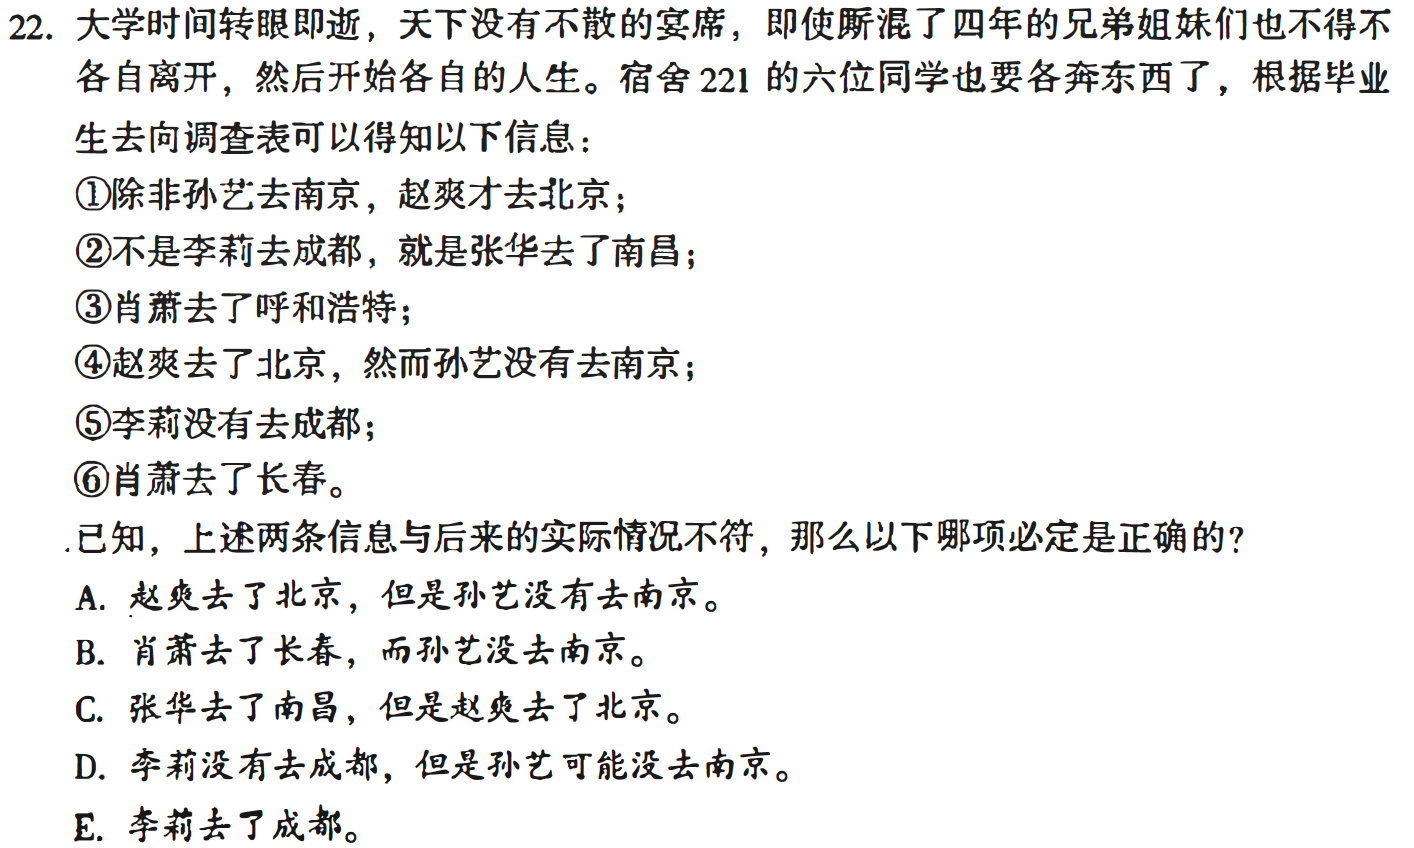 22. 大学时间转眼即逝，天下没有不散的宴席，即使厮混了四年的兄弟姐妹们也不得不
各自离开，然后开始各自的人生。宿舍 221 的六位同学也要各奔东西了，根据毕业
生去向调查表可以得知以下信息：
①除非孙艺去南京，赵爽才去北京；
②不是李莉去成都，就是张华去了南昌；
③肖萧去了呼和浩特；
④赵爽去了北京，然而孙艺没有去南京；
⑤李莉没有去成都；
⑥肖萧去了长春。
已知，上述两条信息与后来的实际情况不符，那么以下哪项必定是正确的？
A. 赵爽去了北京，但是孙艺没有去南京。
B. 肖萧去了长春，而孙艺没去南京。
C. 张华去了南昌，但是赵爽去了北京。
D. 李莉没有去成都，但是孙艺可能没去南京。
E. 李莉去了成都。